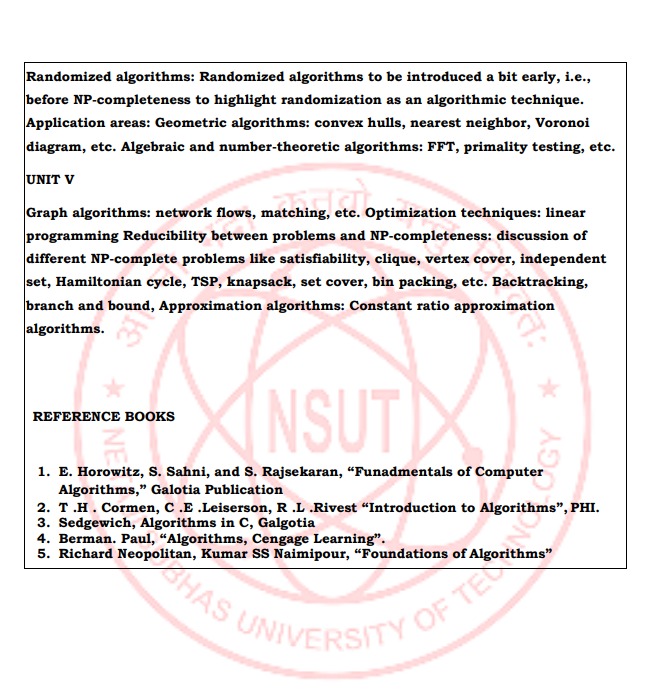 Randomized algorithms: Randomized algorithms to be introduced a bit early, i.e.,
before NP-completeness to highlight randomization as an algorithmic technique.
Application areas: Geometric algorithms: convex hulls, nearest neighbor, Voronoi
diagram, etc. Algebraic and number-theoretic algorithms: FFT, primality testing, etc.
UNIT V
Graph algorithms: network flows, matching, etc. Optimization techniques: linear
programming Reducibility between problems and NP-completeness: discussion of
different NP-complete problems like satisfiability, clique, vertex cover, independent
set, Hamiltonian cycle, TSP, knapsack, set cover, bin packing, etc. Backtracking,
branch and bound, Approximation algorithms: Constant ratio approximation
algorithms.
REFERENCE BOOKS
1. E. Horowitz, S. Sahni, and S. Rajsekaran, “Funadmentals of Computer
Algorithms,” Galotia Publication
2. T .H . Cormen, C .E .Leiserson, R .L .Rivest “Introduction to Algorithms”, PHI.
3. Sedgewich, Algorithms in C, Galgotia
4. Berman. Paul, “Algorithms, Cengage Learning”.
5. Richard Neopolitan, Kumar SS Naimipour, “Foundations of Algorithms”
NSUT
UNIVERSITY OF TECHNOLOGY